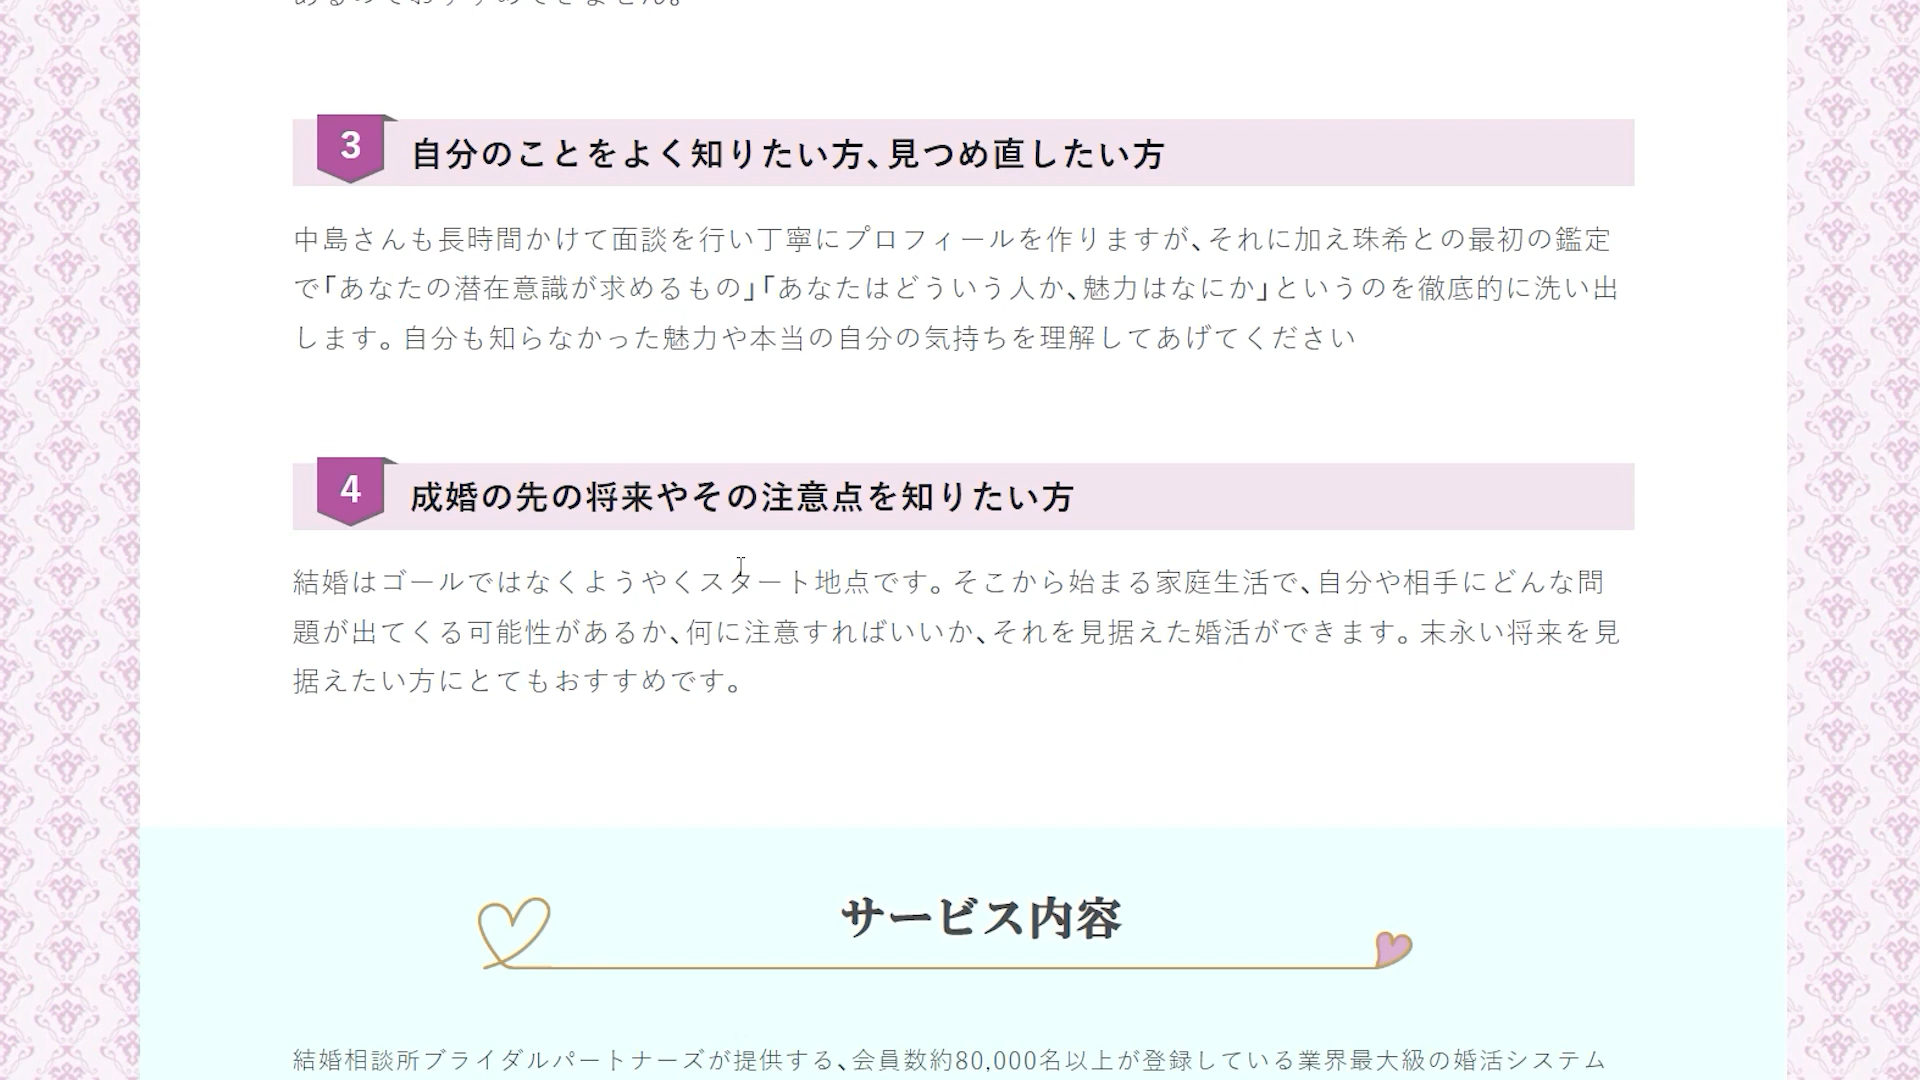 あるのでおすすめできません。
3
自分のことをよく知りたい方、見つめ直したい方
中島さんも長時間かけて面談を行い丁寧にプロフィールを作りますが、それに加え珠希との最初の鑑定
で「あなたの潜在意識が求めるもの」「あなたはどういう人か、魅力はなにか」というのを徹底的に洗い出
します。自分も知らなかった魅力や本当の自分の気持ちを理解してあげてください
4
成婚の先の将来やその注意点を知りたい方
結婚はゴールではなくようやくスタート地点です。そこから始まる家庭生活で、自分や相手にどんな問
題が出てくる可能性があるか、何に注意すればいいか、それを見据えた婚活ができます。末永い将来を見
据えたい方にとてもおすすめです。
サービス内容
結婚相談所ブライダルパートナーズが提供する、会員数約80,000名以上が登録している業界最大級の婚活システム